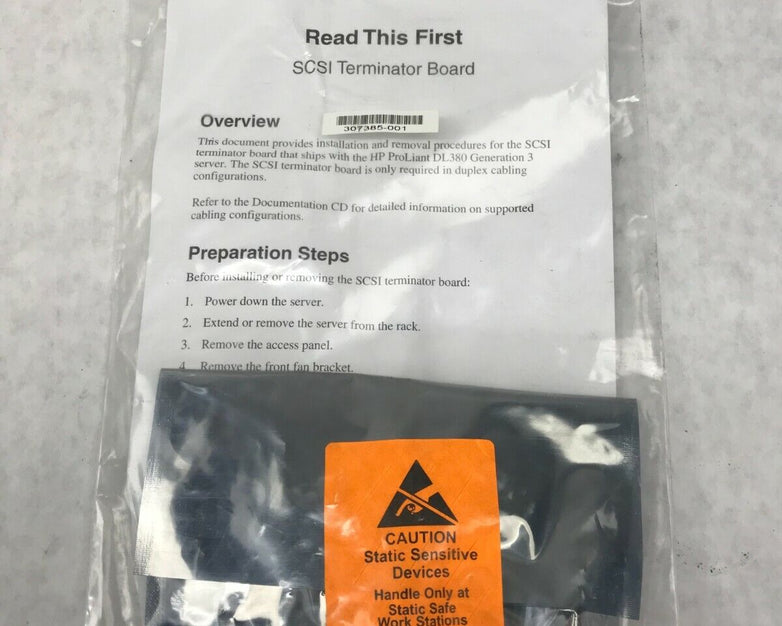 Read This First
SCSI Terminator Board
Overview
307385-001
This document provides installation and removal procedures for the SCSI
terminator board that ships with the HP ProLiant DL380 Generation 3
server. The SCSI terminator board is only required in duplex cabling
configurations.
Refer to the Documentation CD for detailed information on supported
cabling configurations.
Preparation Steps
Before installing or removing the SCSI terminator board:
1. Power down the server.
2. Extend or remove the server from the rack.
3. Remove the access panel.
4. Remove the front fan bracket.
CAUTION
Static Sensitive
Devices
Handle Only at
Static Safe
Work Stations